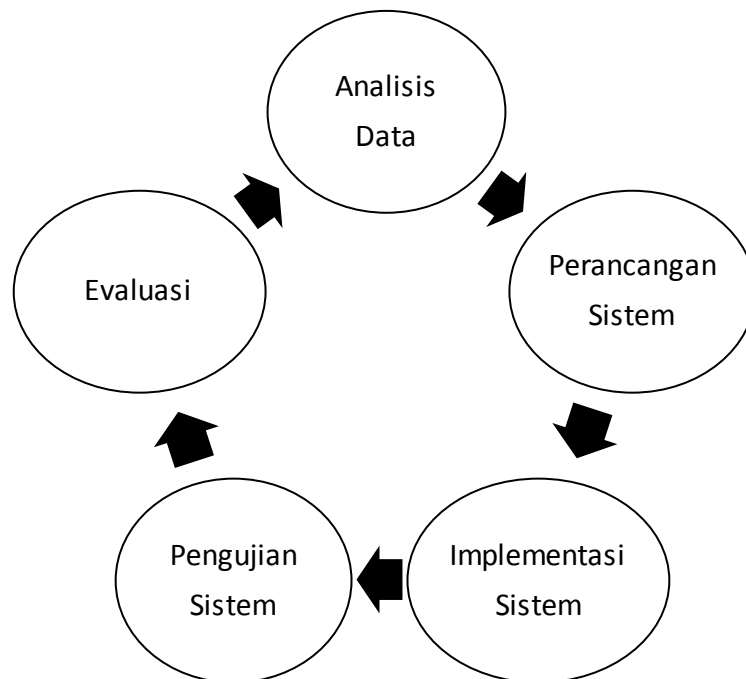 Analisis
Data
Perancangan
Sistem
Implementasi
Sistem
Pengujian
Sistem
Evaluasi